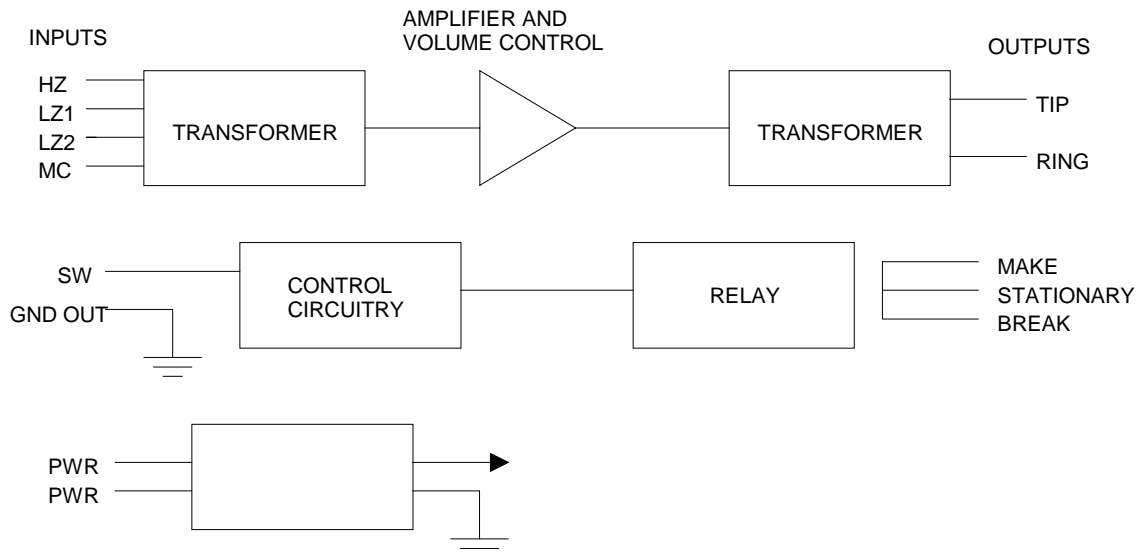 AMPLIFIER AND
VOLUME CONTROL
INPUTS
OUTPUTS
HZ
LZ1
LZ2
MC
TRANSFORMER
TRANSFORMER
TIP
RING
SW
GND OUT
CONTROL
CIRCUITRY
RELAY
MAKE
STATIONARY
BREAK
PWR
PWR